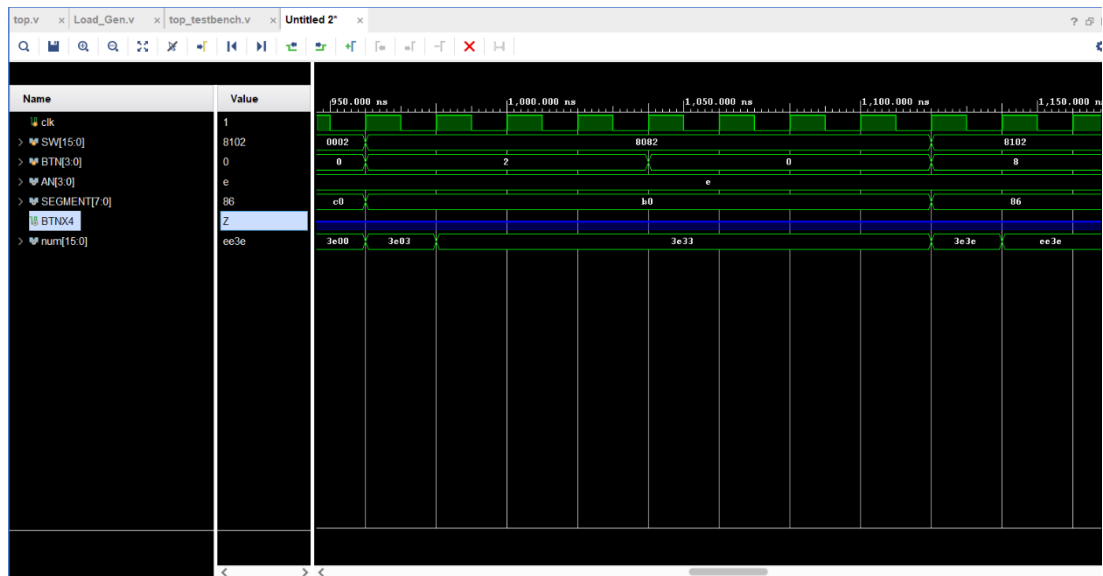 top.v × Load_Gen.v × top_testbench.v × Untitled 2* × ?
Name Value 950.000 ns 1,000.000 ns 1,050.000 ns 1,100.000 ns 1,150.000 n
clk 1
SW[15:0] 8102 0002 8082 8102
BTN[3:0] 0 0 2 0 8
AN[3:0] e e
SEGMENT[7:0] 86 c0 b0 86
BTNX4 Z
num[15:0] ee3e 3e00 3e03 3e33 3e3e ee3e